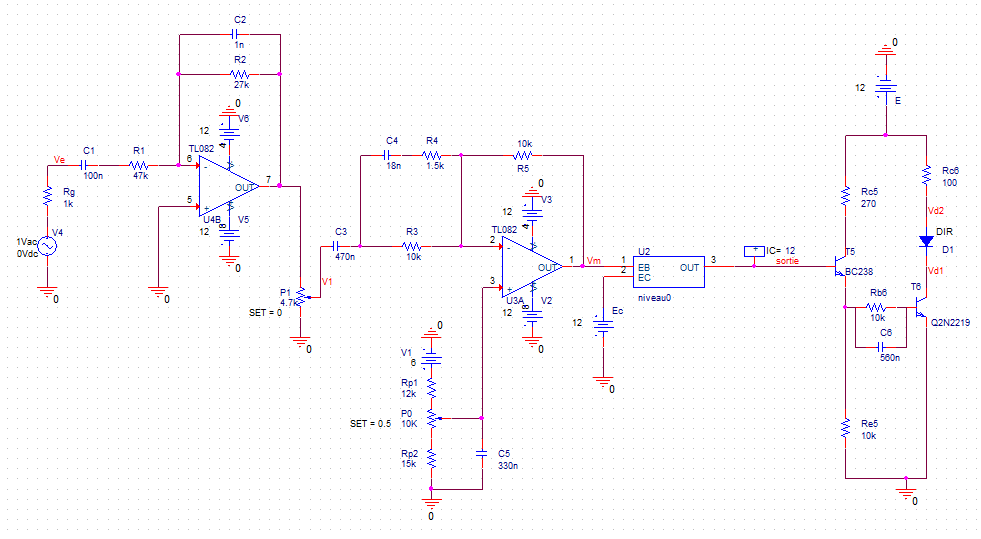 C2
1n
R2
27k
0
12
V6
4
V-
TL082
Ve
C1
100n
R1
47k
6
-
OUT
7
5
+
U4B
V5
8
V+
12
0
Rg
1k
V4
1Vac
0Vdc
0
0
P1
4.7k
SET = 0
V1
0
C3
470n
C4
18n
R4
1.5k
R3
10k
10k
R5
0
12
V3
4
V-
TL082
2
-
OUT
1
Vm
3
+
U3A
V2
8
V+
12
0
0
V1
6
Rp1
12k
P0
10K
SET = 0.5
Rp2
15k
C5
330n
0
U2
1
EB
OUT
3
2
EC
niveau0
Ec
12
0
+
IC= 12
sortie
0
12
E
Rc5
270
Rc6
100
Vd2
DIR
D1
Vd1
T5
BC238
Rb6
10k
C6
560n
T6
Q2N2219
Re5
10k
0